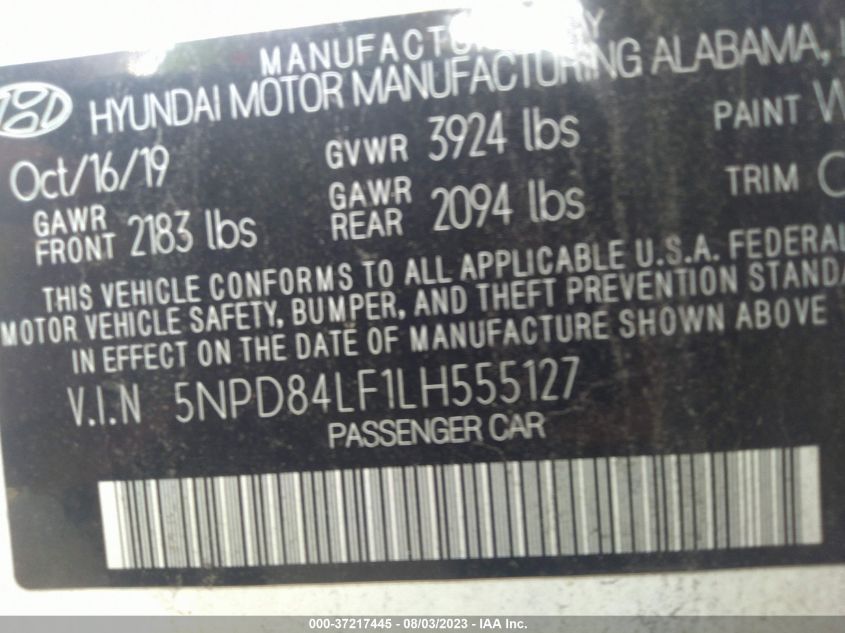 MANUFACTURED BY
HYUNDAI MOTOR MANUFACTURING ALABAMA,
Oct/16/19 GVWR 3924 lbs PAINT
GAWR FRONT 2183 lbs GAWR REAR 2094 lbs TRIM
THIS VEHICLE CONFORMS TO ALL APPLICABLE U.S.A. FEDERAL
MOTOR VEHICLE SAFETY, BUMPER, AND THEFT PREVENTION STANDA
IN EFFECT ON THE DATE OF MANUFACTURE SHOWN ABOVE
V.I.N 5NPD84LF1LH555127
PASSENGER CAR
000-37217445 - 08/03/2023 - IAA Inc.